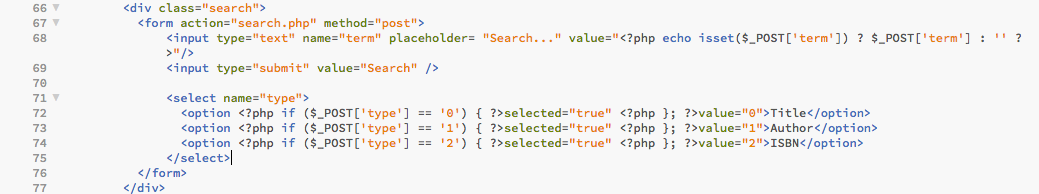 66 <div class="search">
67 <form action="search.php" method="post">
68 <input type="text" name="term" placeholder= "Search..." value="<?php echo isset($_POST['term']) ? $_POST['term'] : '' ?
>"/>
69 <input type="submit" value="Search" />
70
71 <select name="type">
72 <option <?php if ($_POST['type'] == '0') { ?>selected="true" <?php }; ?>value="0">Title</option>
73 <option <?php if ($_POST['type'] == '1') { ?>selected="true" <?php }; ?>value="1">Author</option>
74 <option <?php if ($_POST['type'] == '2') { ?>selected="true" <?php }; ?>value="2">ISBN</option>
75 </select>
76 </form>
77 </div>